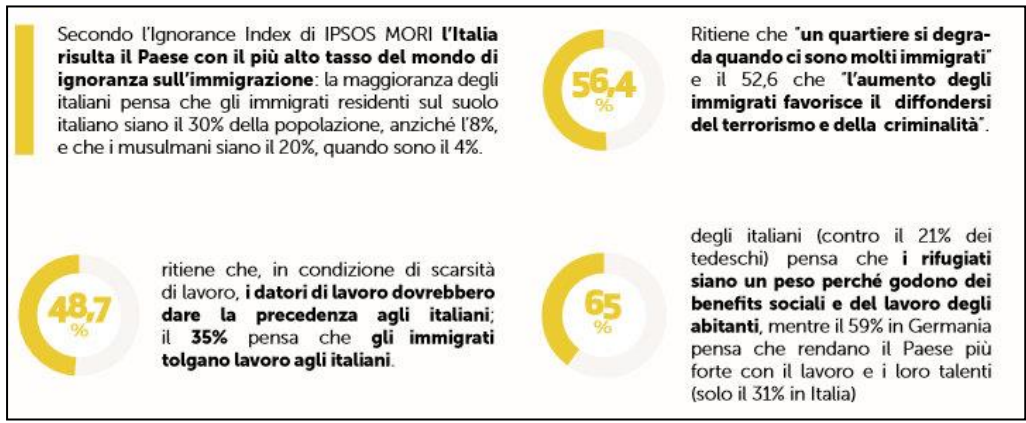 Secondo l'Ignorance Index di IPSOS MORI l'Italia
risulta il Paese con il più alto tasso del mondo di
ignoranza sull'immigrazione: la maggioranza degli
italiani pensa che gli immigrati residenti sul suolo
italiano siano il 30% della popolazione, anziché l'8%,
e che i musulmani siano il 20%, quando sono il 4%.
56,4
%
Ritiene che "un quartiere si degra-
da quando ci sono molti immigrati"
e il 52,6 che "l'aumento degli
immigrati favorisce il diffondersi
del terrorismo e della criminalità".
48,7
%
ritiene che, in condizione di scarsità
di lavoro, i datori di lavoro dovrebbero
dare la precedenza agli italiani;
il 35% pensa che gli immigrati
tolgano lavoro agli italiani.
65
%
degli italiani (contro il 21% dei
tedeschi) pensa che i rifugiati
siano un peso perché godono dei
benefits sociali e del lavoro degli
abitanti, mentre il 59% in Germania
pensa che rendano il Paese più
forte con il lavoro e i loro talenti
(solo il 31% in Italia)